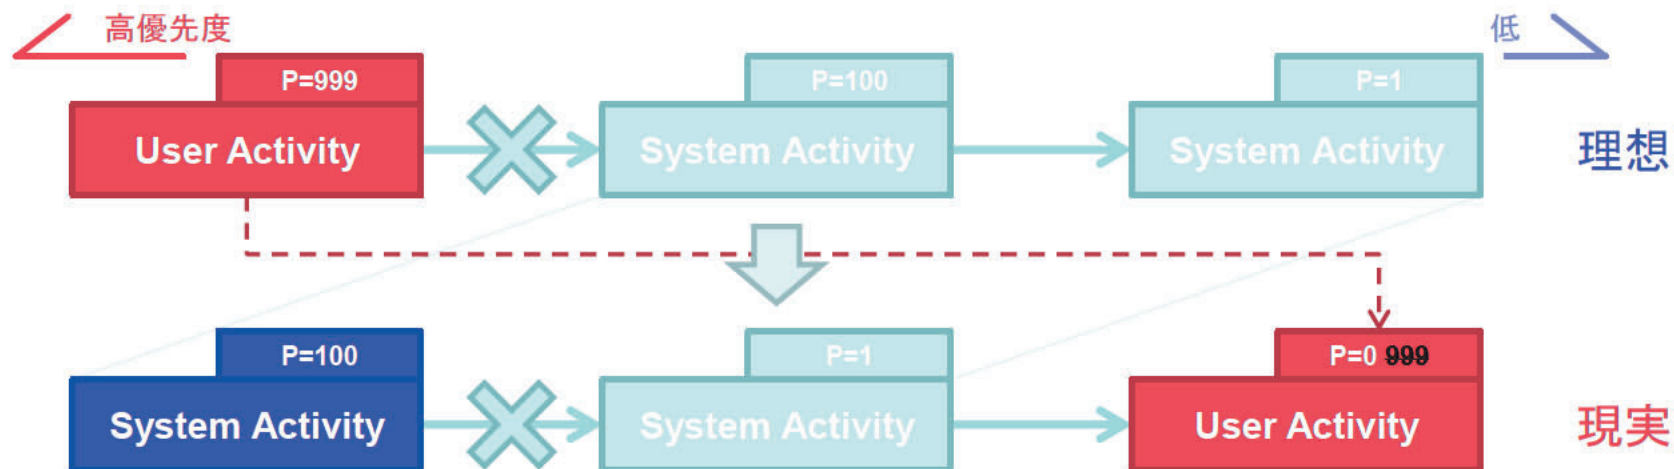 高優先度
低
P=999
P=100
P=1
User Activity
System Activity
System Activity
理想
P=100
P=1
P=0 999
System Activity
System Activity
User Activity
現実